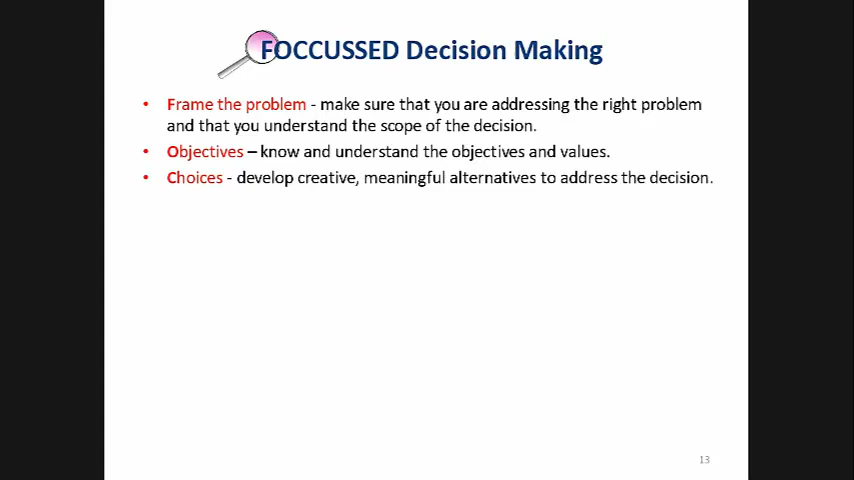 FOCCUSSED Decision Making
• Frame the problem - make sure that you are addressing the right problem
and that you understand the scope of the decision.
• Objectives – know and understand the objectives and values.
• Choices - develop creative, meaningful alternatives to address the decision.
13